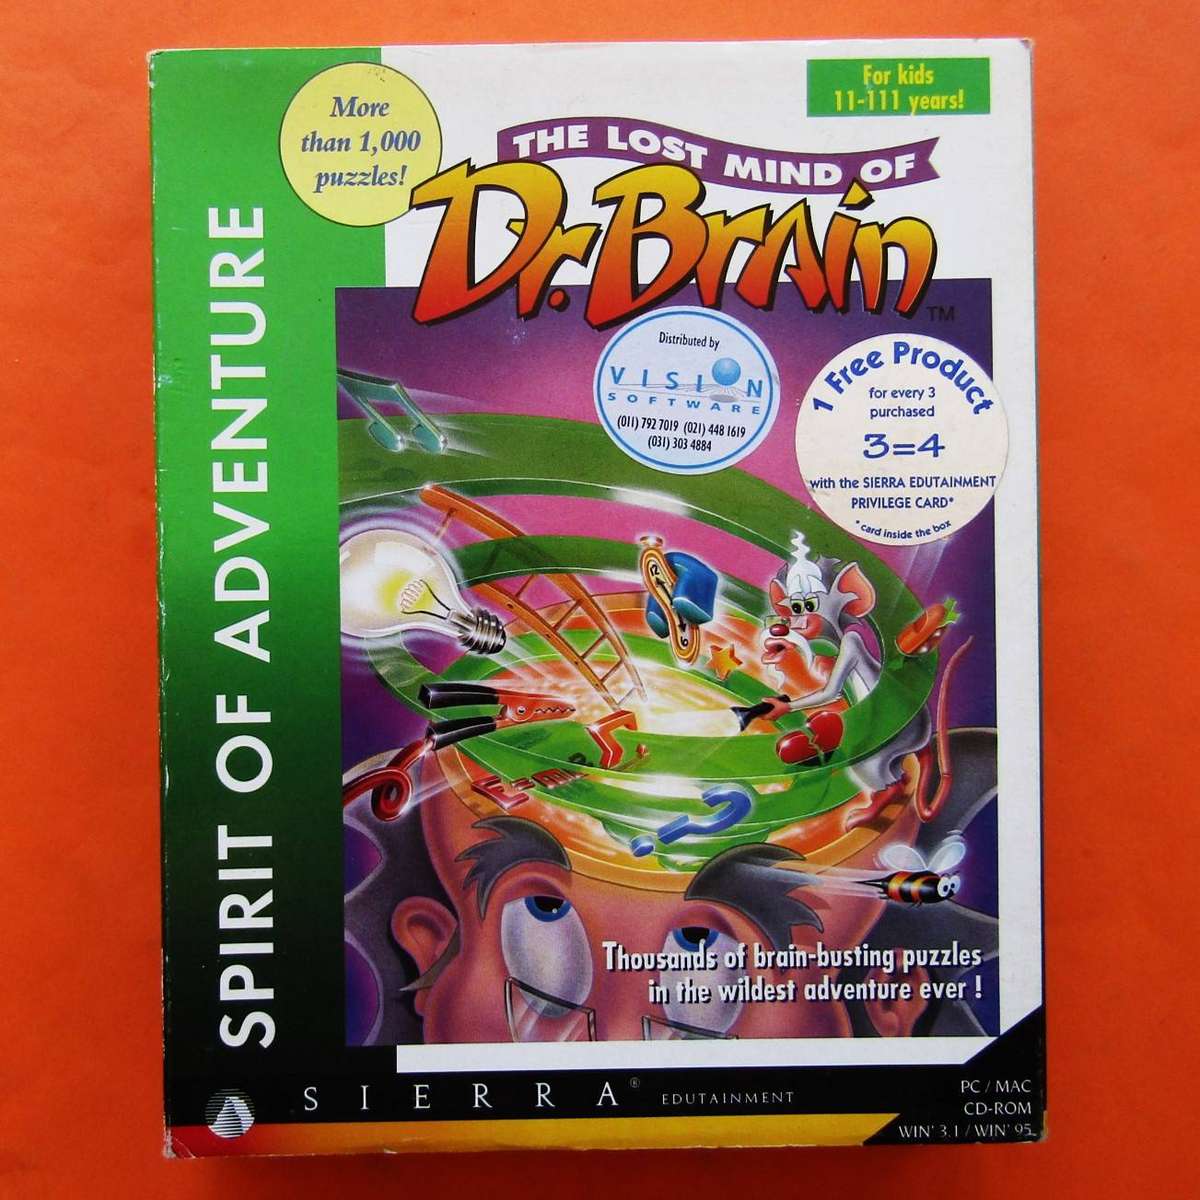 For kids
11-111 years!
More
than 1,000
puzzles!
THE LOST MIND OF
Dr. Brain
TM
SPIRIT OF ADVENTURE
Distributed by
VISION
SOFTWARE
(011) 792 7019 (021) 448 1619
(031) 303 4884
1 Free Product
for every 3
purchased
3=4
with the SIERRA EDUTAINMENT
PRIVILEGE CARD*
*card inside the box
12
6
Thousands of brain-busting puzzles
in the wildest adventure ever !
SIERRA® EDUTAINMENT
PC / MAC
CD-ROM
WIN' 3.1 / WIN' 95